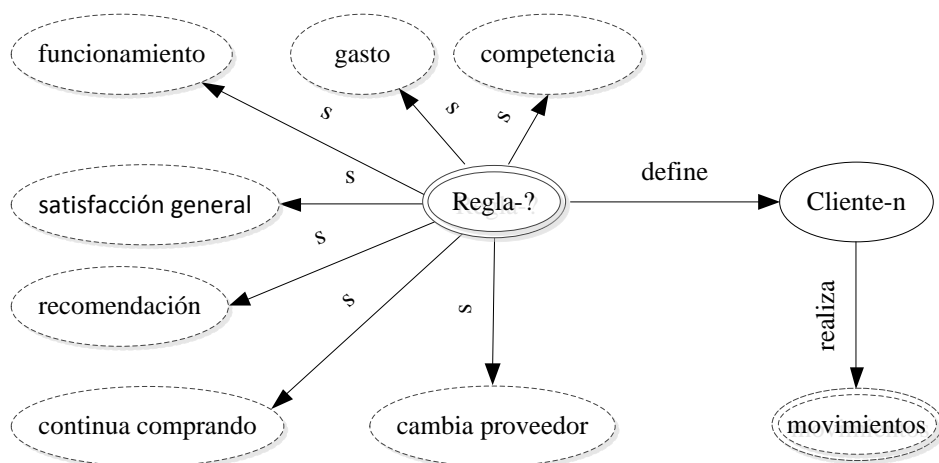 funcionamiento
gasto
competencia
s
s
s
define
s
satisfacción general
Regla-?
Cliente-n
s
recomendación
s
s
realiza
continua comprando
cambia proveedor
movimientos